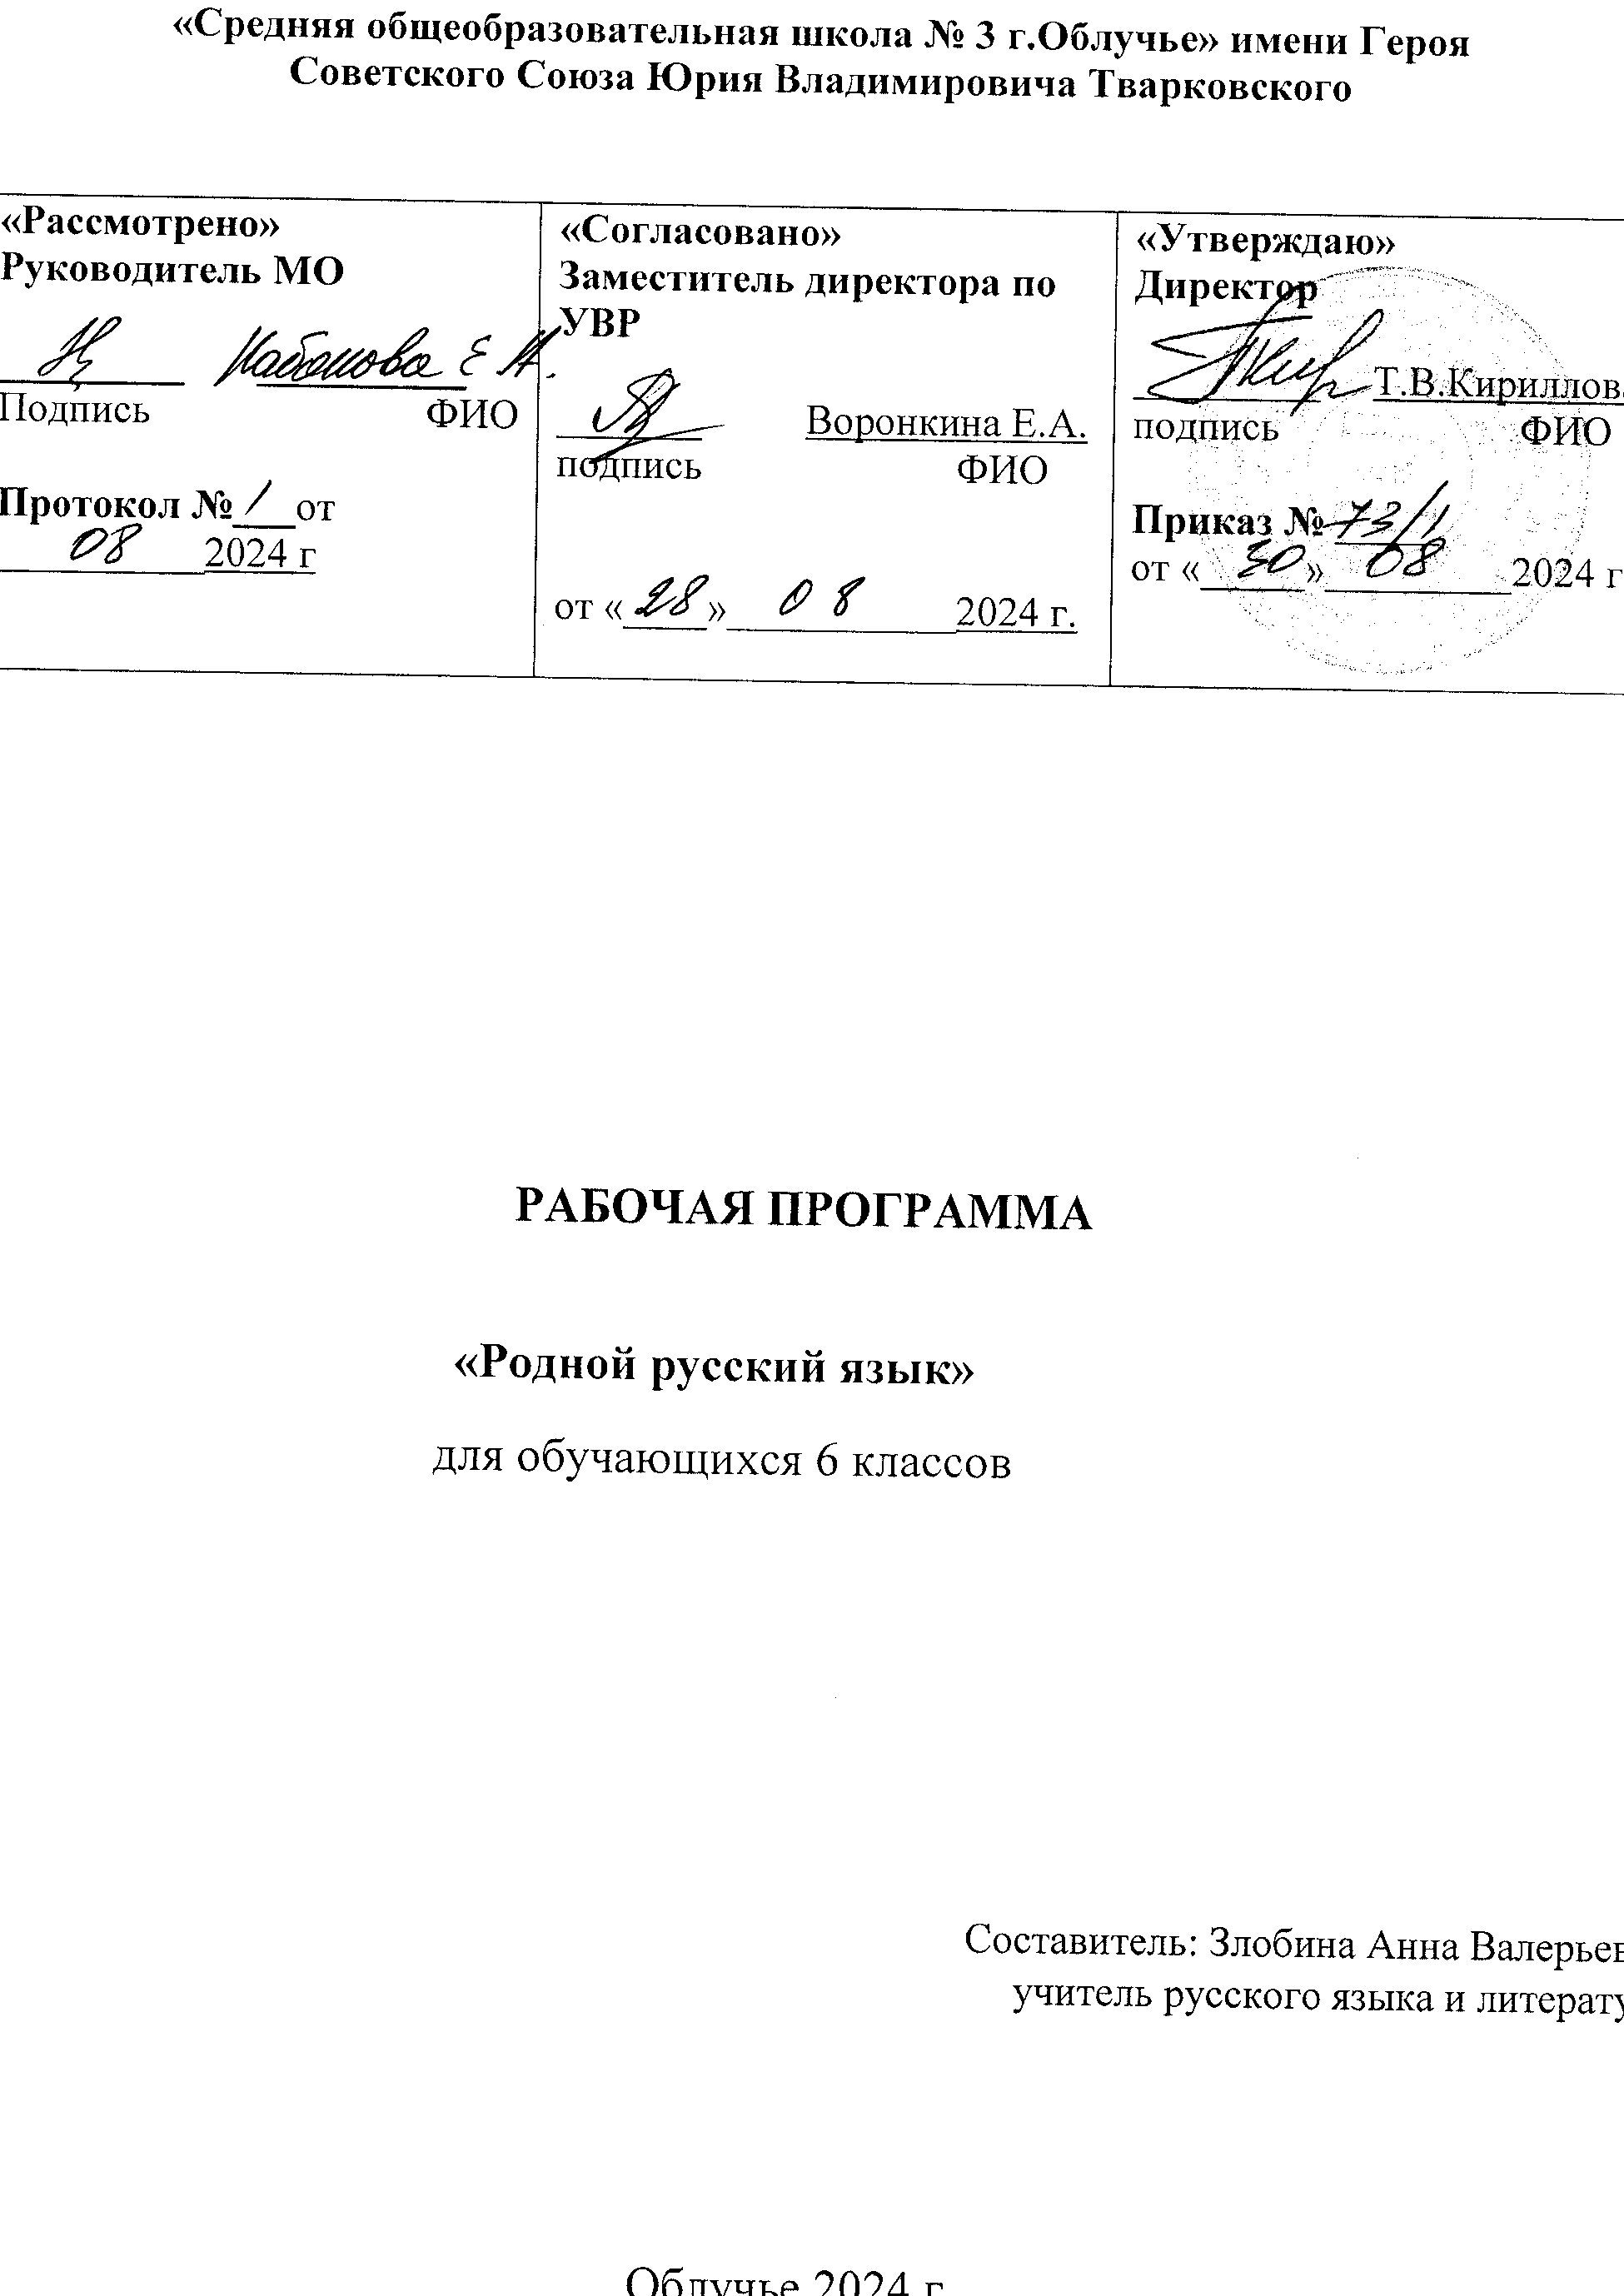 «Средняя общеобразовательная школа № 3 г.Облучье» имени Героя
Советского Союза Юрия Владимировича Тварковского
«Рассмотрено»
Руководитель МО
Кабанова Е
Подпись ФИО
Протокол № 1 от
08 2024 г
«Согласовано»
Заместитель директора по
УВР
Воронкина Е.А.
подпись ФИО
от «28» 08 2024 г.
«Утверждаю»
Директор
Т.В.Кириллова
подпись ФИО
Приказ № 73/1
от «30» 08 2024 г
РАБОЧАЯ ПРОГРАММА
«Родной русский язык»
для обучающихся 6 классов
Составитель: Злобина Анна Валерьев
учитель русского языка и литерату
Облучье 2024 г